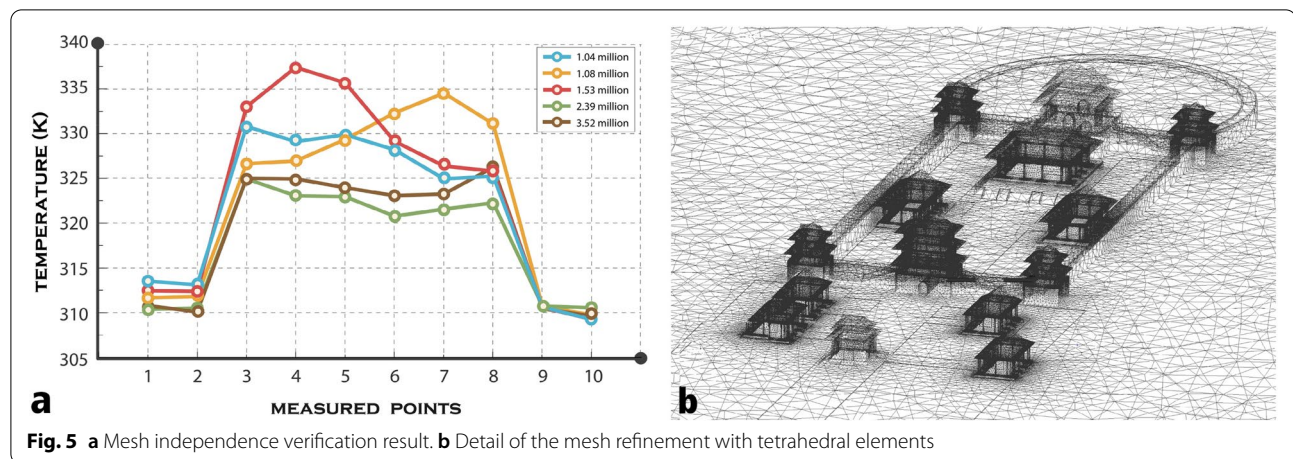 340
335
330
325
320
315
310
305
TEMPERATURE (K)
1.04 million
1.08 million
1.53 million
2.39 million
3.52 million
1 2 3 4 5 6 7 8 9 10
MEASURED POINTS
a
b
Fig. 5 a Mesh independence verification result. b Detail of the mesh refinement with tetrahedral elements